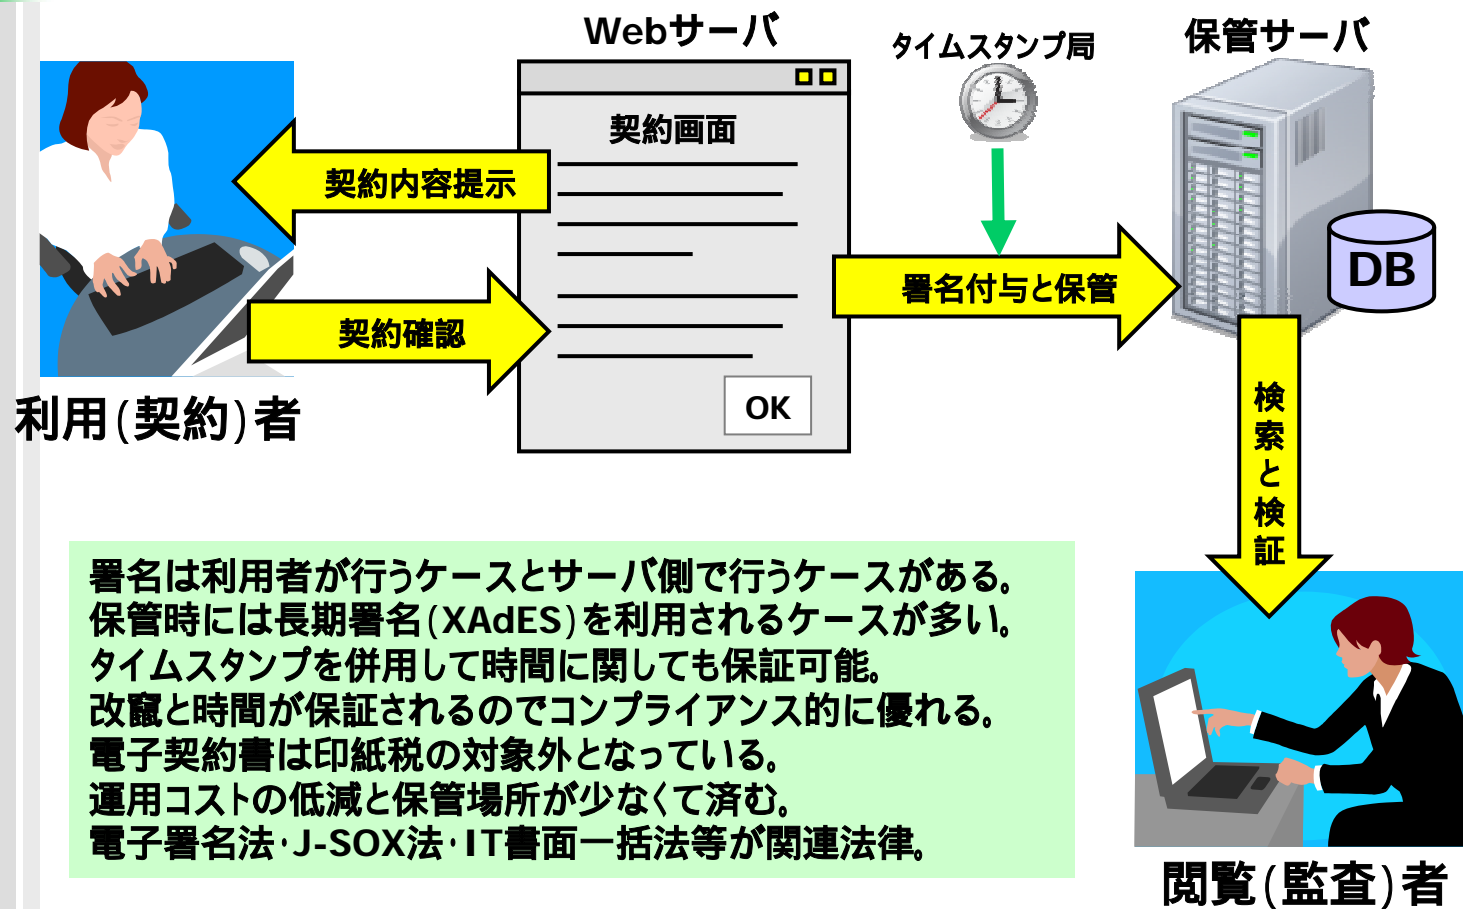 Webサーバ
タイムスタンプ局
保管サーバ
契約画面
契約内容提示
署名付与と保管
DB
契約確認
OK
利用(契約)者
検索と検証
署名は利用者が行うケースとサーバ側で行うケースがある。
保管時には長期署名(XAdES)を利用されるケースが多い。
タイムスタンプを併用して時間に関しても保証可能。
改竄と時間が保証されるのでコンプライアンス的に優れる。
電子契約書は印紙税の対象外となっている。
運用コストの低減と保管場所が少なくて済む。
電子署名法・J-SOX法・IT書面一括法等が関連法律。
閲覧(監査)者